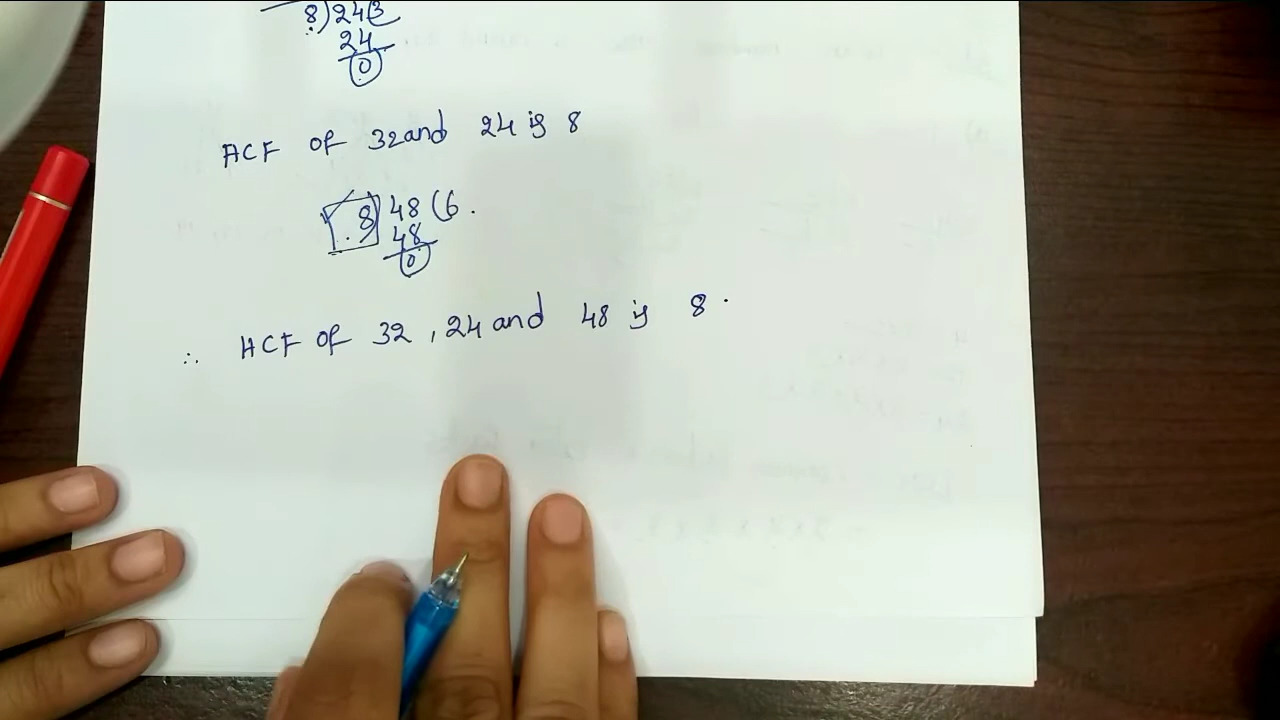 8)24(3
24
0
HCF of 32 and 24 is 8
8) 48 (6.
48
0
∴ HCF of 32, 24 and 48 is 8.